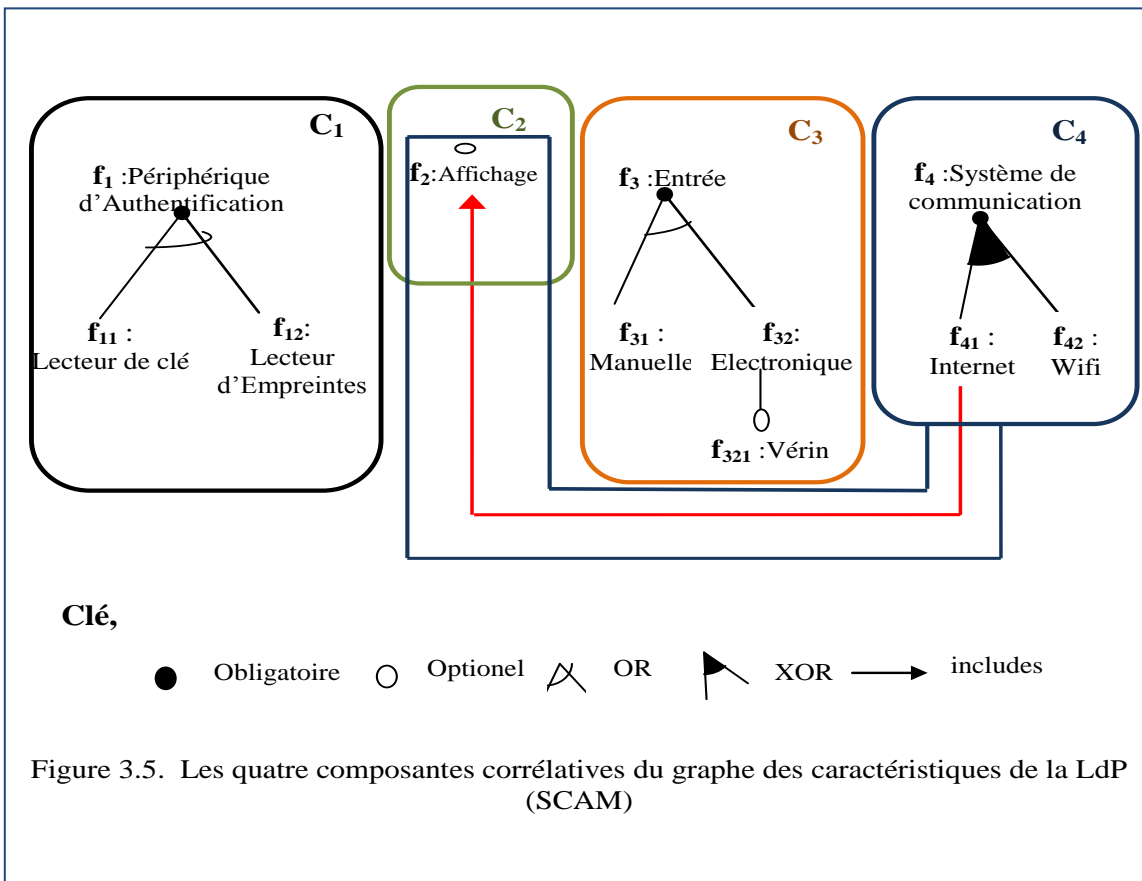 C1
f1 :Périphérique
d'Authentification
f11 :
Lecteur de clé
f12:
Lecteur
d'Empreintes
C2
f2:Affichage
C3
f3 :Entrée
f31 :
Manuelle
f32:
Electronique
f321 :Vérin
C4
f4 :Système de
communication
f41 :
Internet
f42 :
Wifi
Clé,
Obligatoire
Optionel
OR
XOR
includes
Figure 3.5. Les quatre composantes corrélatives du graphe des caractéristiques de la LdP
(SCAM)